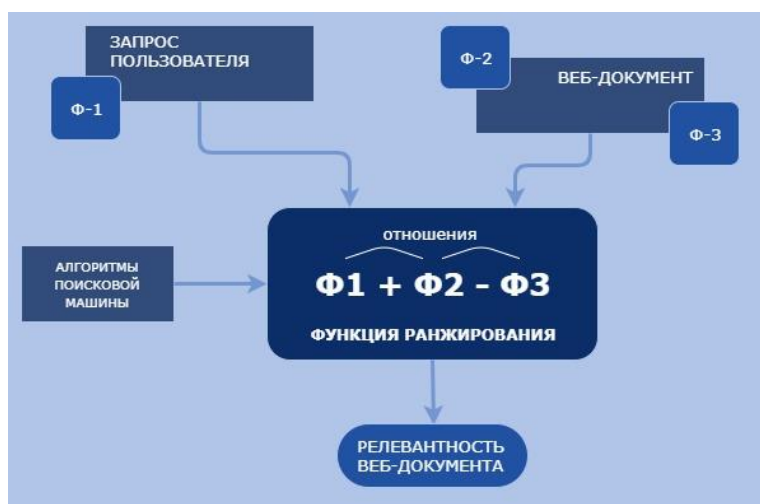 ЗАПРОС
ПОЛЬЗОВАТЕЛЯ
Ф-1
Ф-2
ВЕБ-ДОКУМЕНТ
Ф-3
АЛГОРИТМЫ
ПОИСКОВОЙ
МАШИНЫ
отношения
Ф1 + Ф2 - Ф3
ФУНКЦИЯ РАНЖИРОВАНИЯ
РЕЛЕВАНТНОСТЬ
ВЕБ-ДОКУМЕНТА